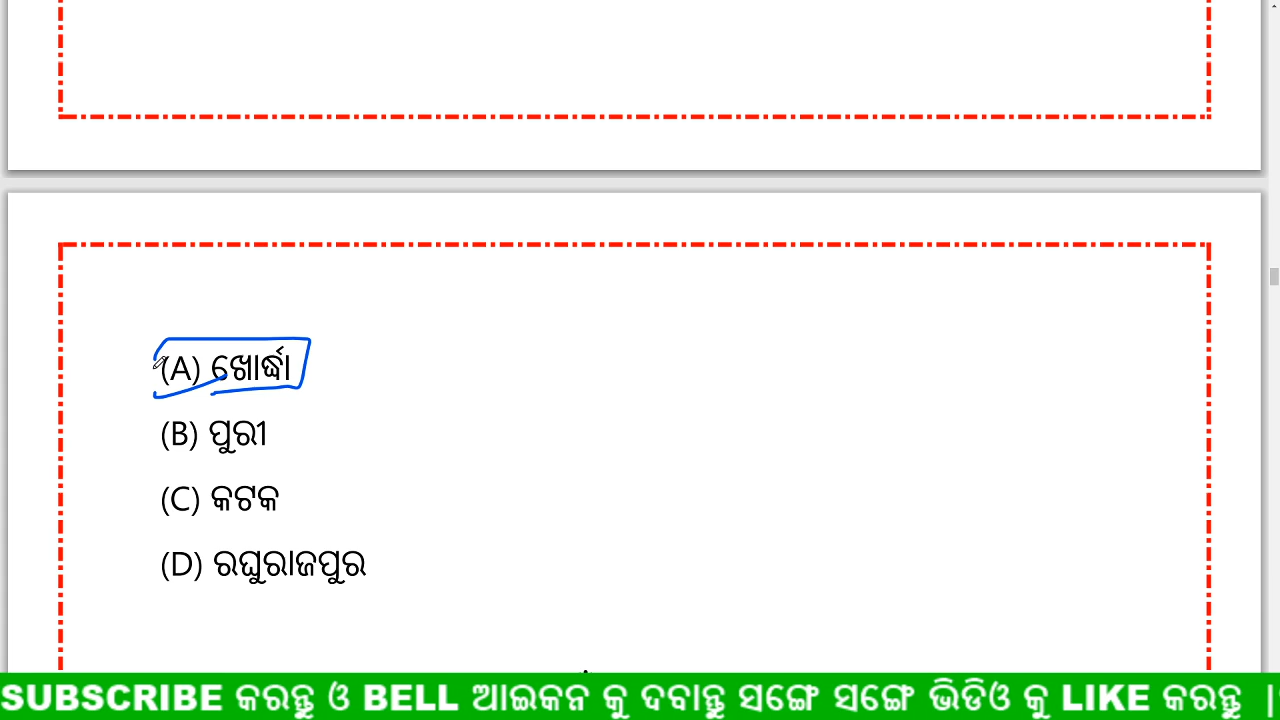 (A) ଖୋର୍ଦ୍ଧା
(B) ପୁରୀ
(C) କଟକ
(D) ରଘୁରାଜପୁର
SUBSCRIBE କରନ୍ତୁ ଓ BELL ଆଇକନ କୁ ଦବାନ୍ତୁ ସଙ୍ଗେ ସଙ୍ଗେ ଭିଡିଓ କୁ LIKE କରନ୍ତୁ |